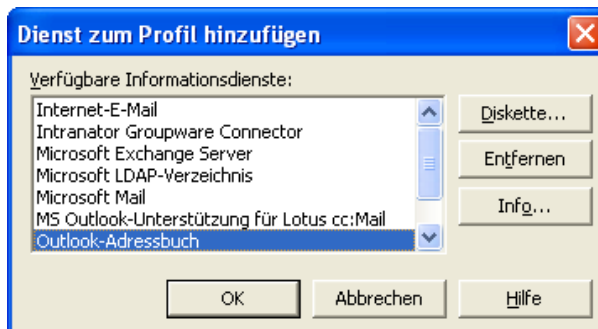 Dienst zum Profil hinzufügen
Verfügbare Informationsdienste:
Internet-E-Mail
Intranator Groupware Connector
Microsoft Exchange Server
Microsoft LDAP-Verzeichnis
Microsoft Mail
MS Outlook-Unterstützung für Lotus cc:Mail
Outlook-Adressbuch
Diskette...
Entfernen
Info...
OK
Abbrechen
Hilfe